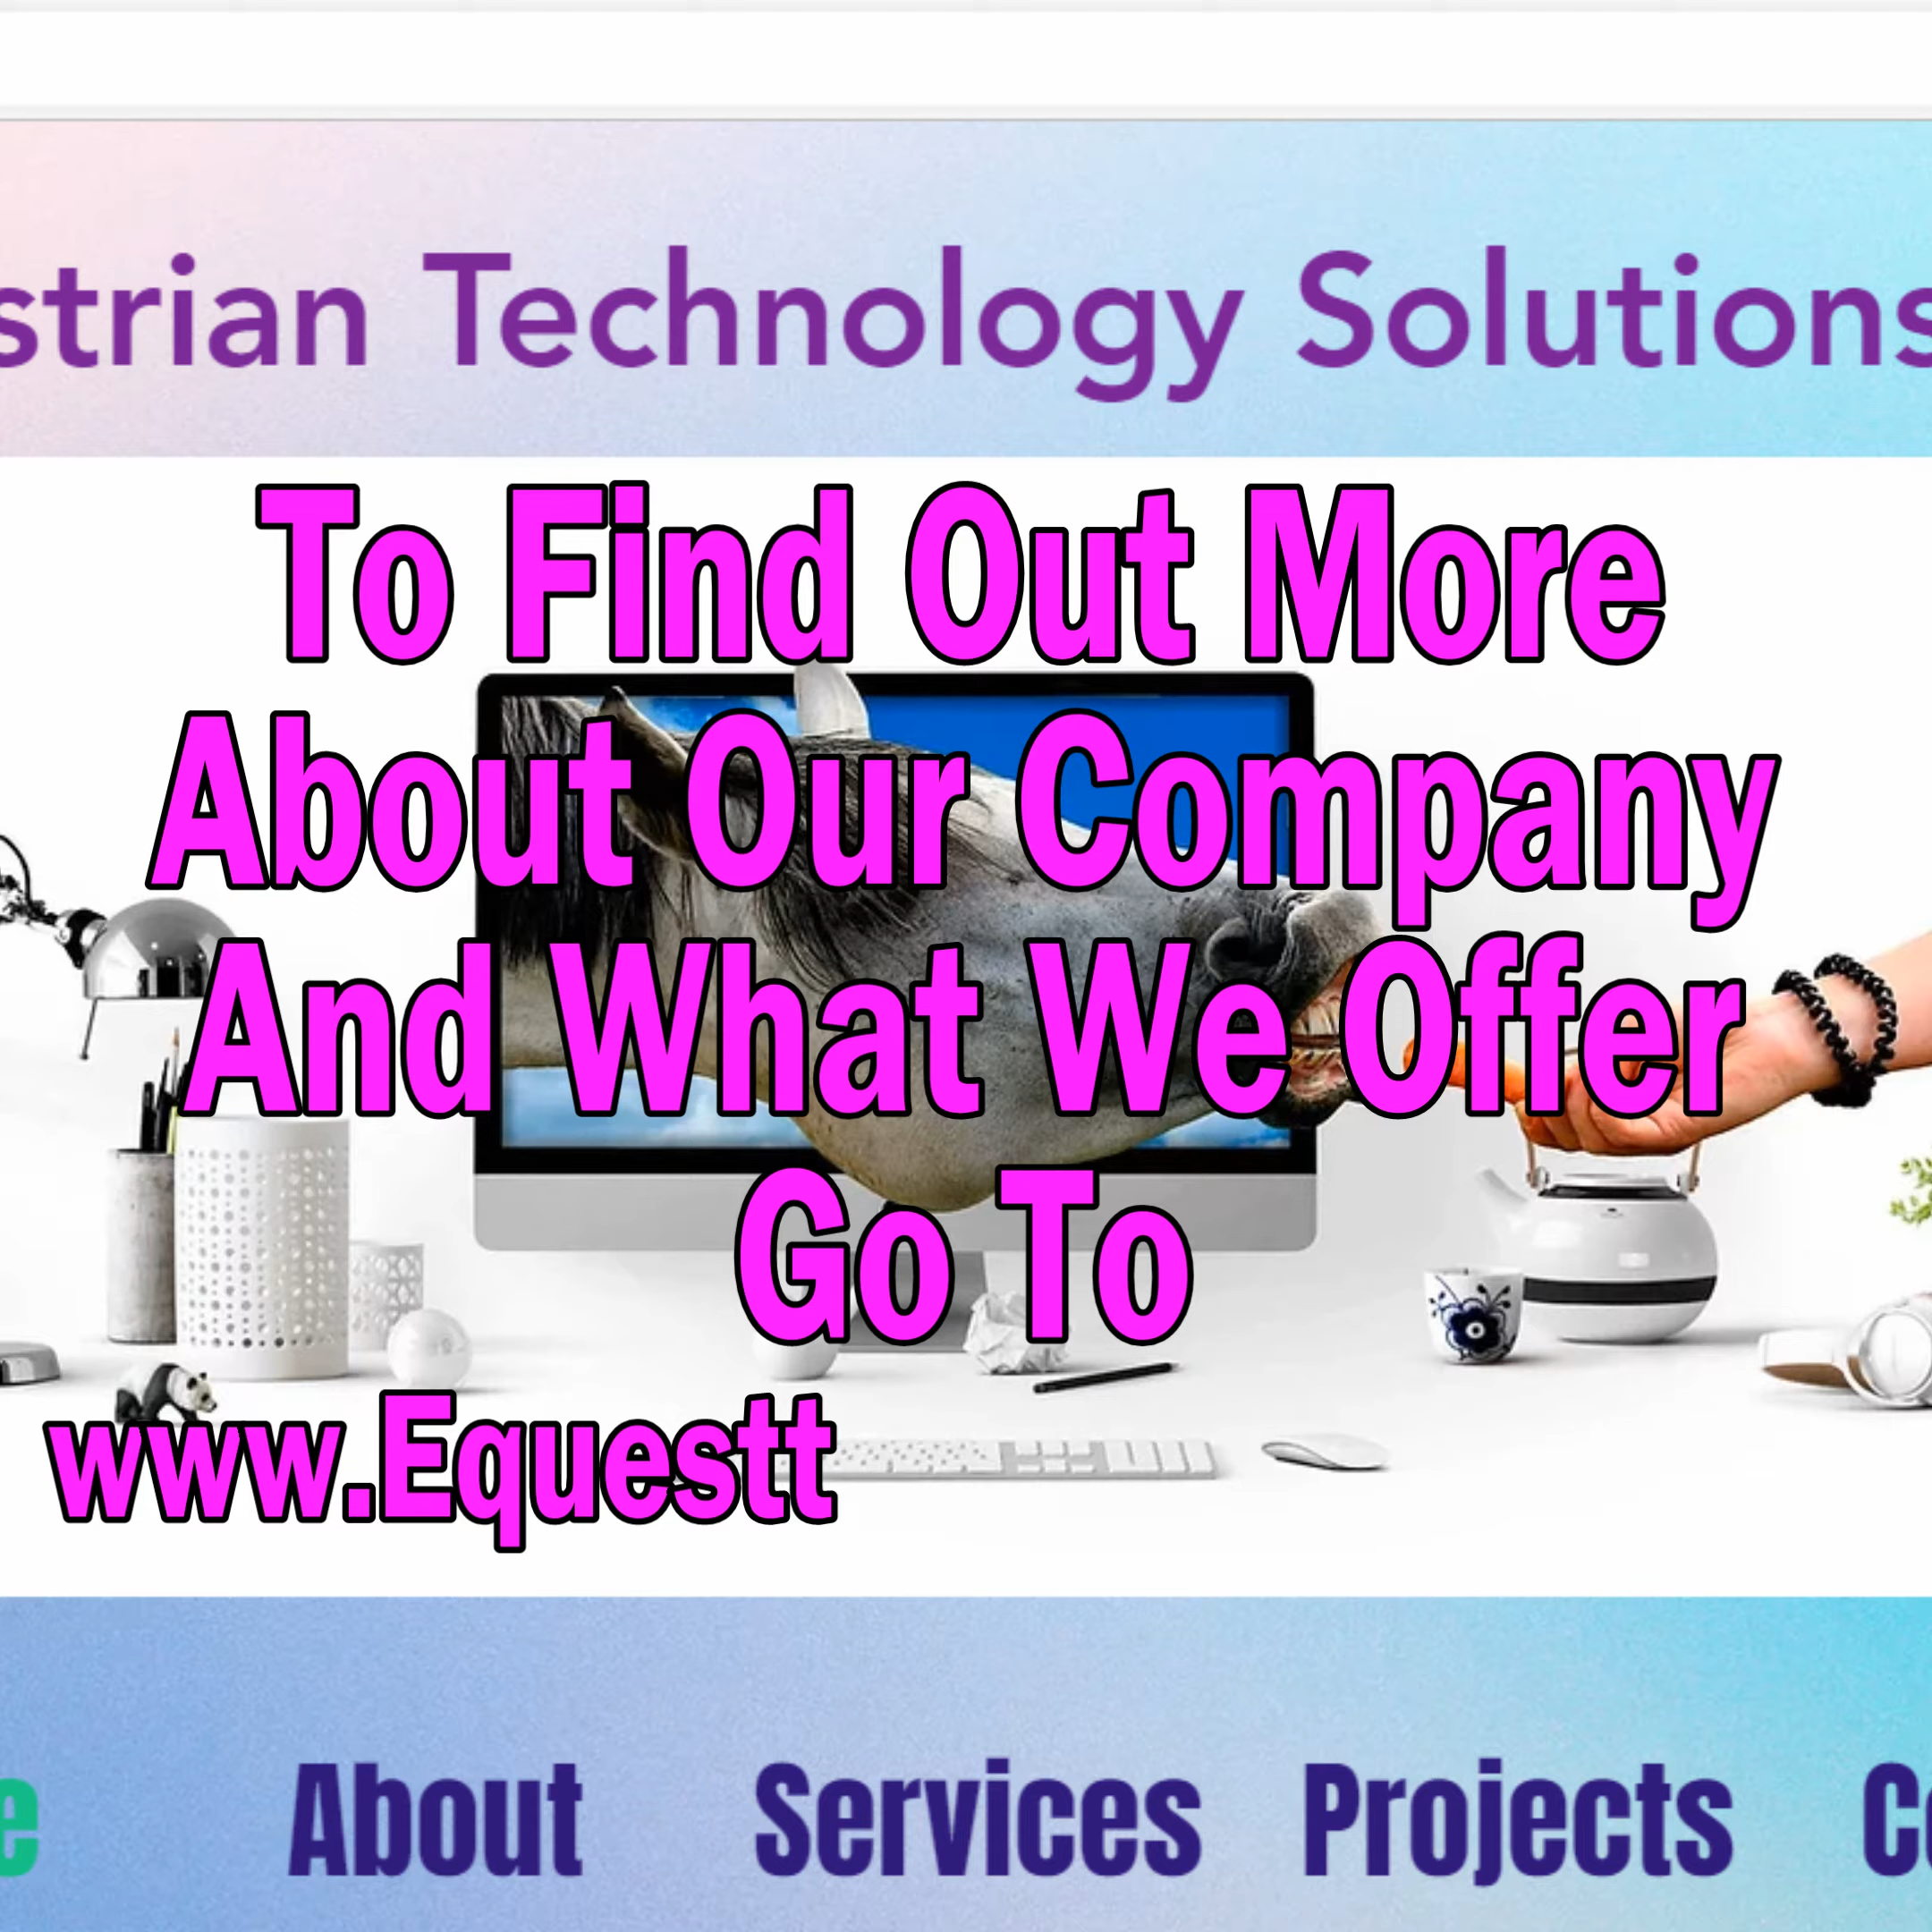 strian Technology Solutions
To Find Out More
About Our Company
And What We Offer
Go To
www.Equestt
e About Services Projects Co